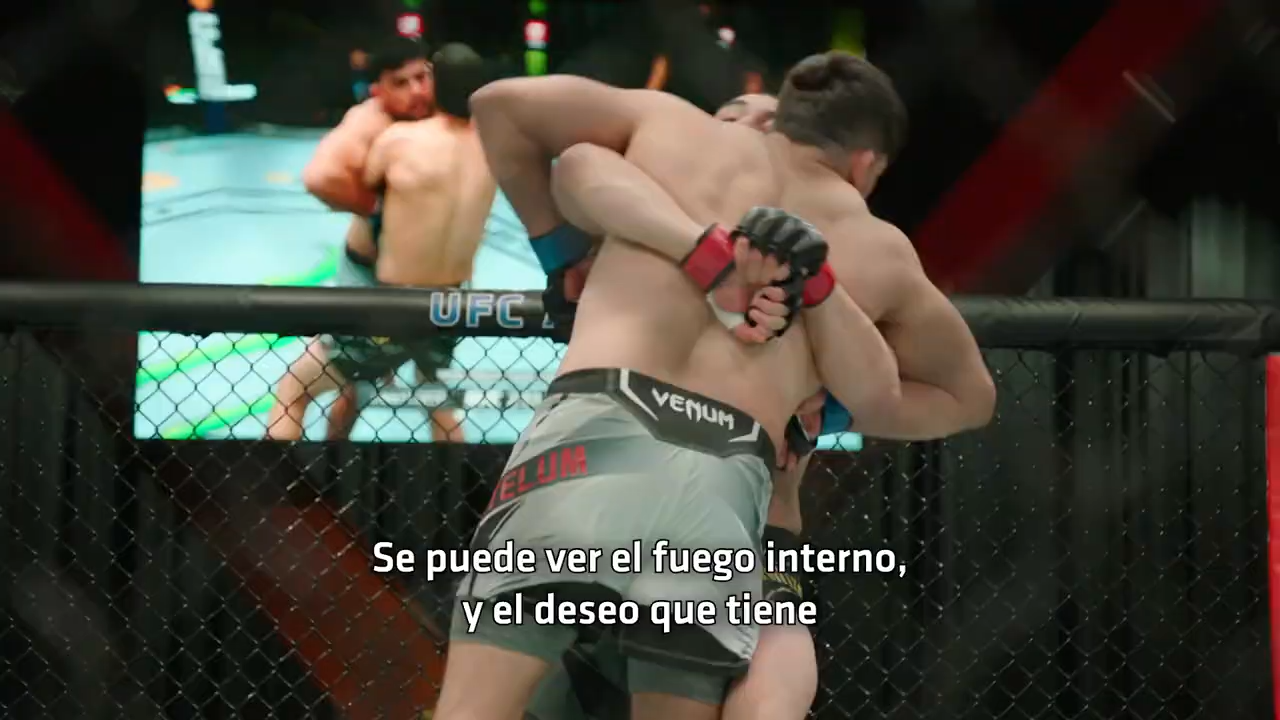 UFC
VENUM
ELUM
Se puede ver el fuego interno,
y el deseo que tiene